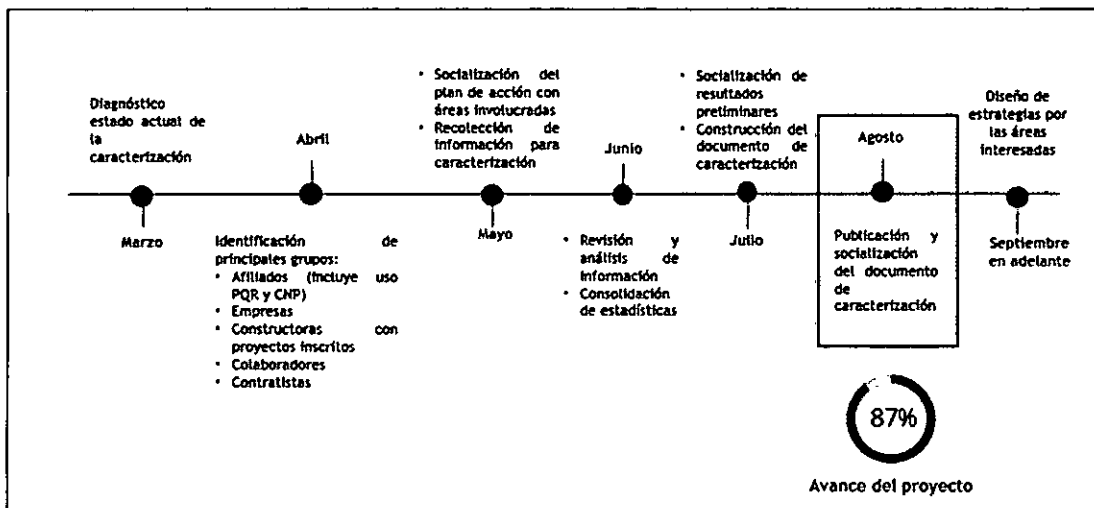 Diagnóstico
estado actual de
la
caracterización
Marzo
Abril
Identificación de
principales grupos:
• Afiliados (incluye uso
PQR y CNP)
• Empresas
• Constructoras con
proyectos inscritos
• Colaboradores
• Contratistas
• Socialización del
plan de acción con
áreas involucradas
• Recolección de
información para
caracterización
Mayo
Junio
• Revisión y
análisis de
información
• Consolidación
de estadísticas
• Socialización de
resultados
preliminares
• Construcción del
documento de
caracterización
Julio
Agosto
Publicación y
socialización
del documento
de
caracterización
Diseño de
estrategias por
las áreas
interesadas
Septiembre
en adelante
87%
Avance del proyecto